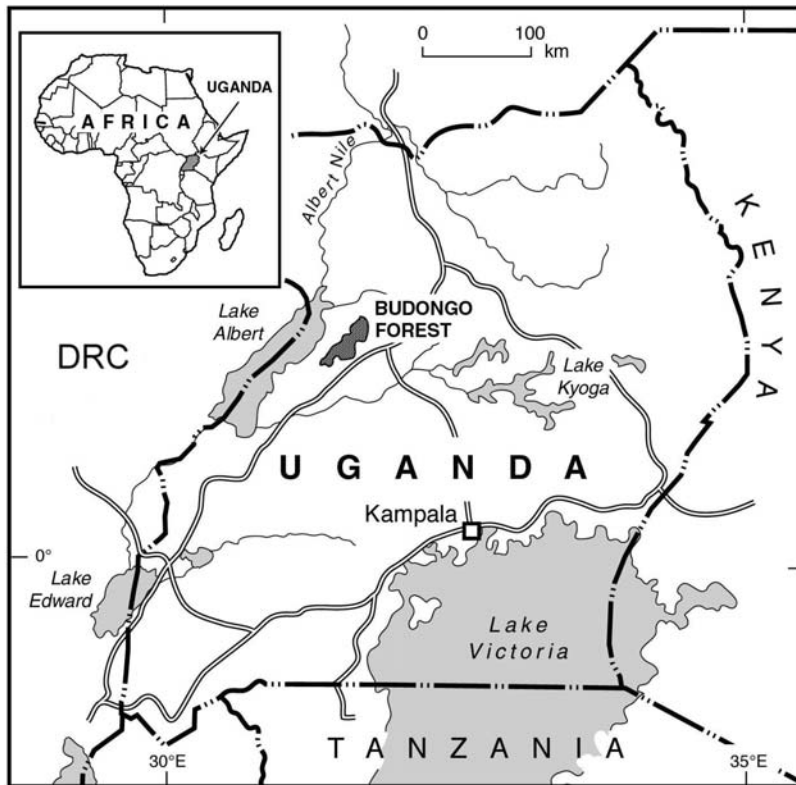 UGANDA
AFRICA
0 100
km
Albert Nile
KENYA
Lake
Albert
BUDONGO
FOREST
DRC
Lake
Kyoga
UGANDA
Kampala
0°
Lake
Edward
Lake
Victoria
TANZANIA
30°E
35°E